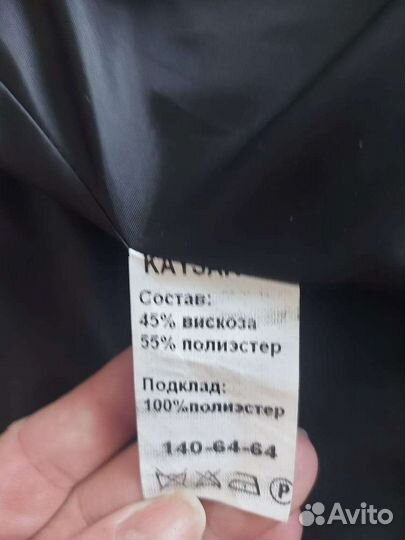 Состав:
45% вискоза
55% полиэстер
Подклад:
100%полиэстер
140-64-64
P
Avito